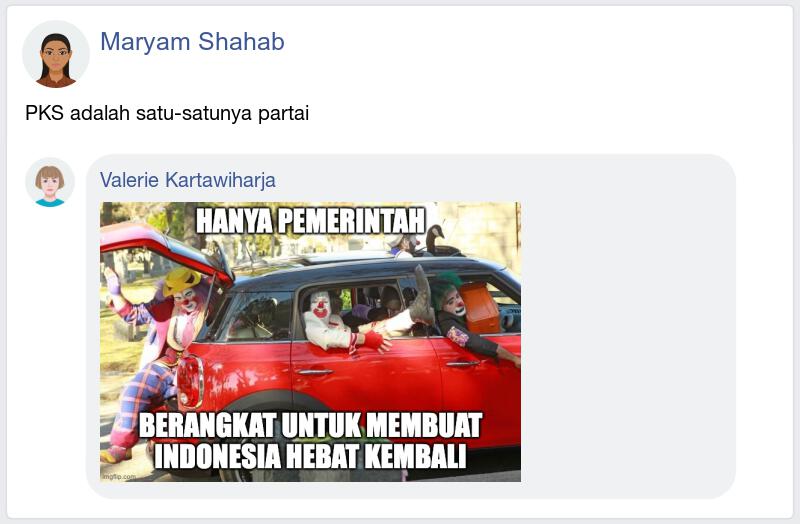 Maryam Shahab
PKS adalah satu-satunya partai
Valerie Kartawiharja
HANYA PEMERINTAH
BERANGKAT UNTUK MEMBUAT
INDONESIA HEBAT KEMBALI
imgflip.com